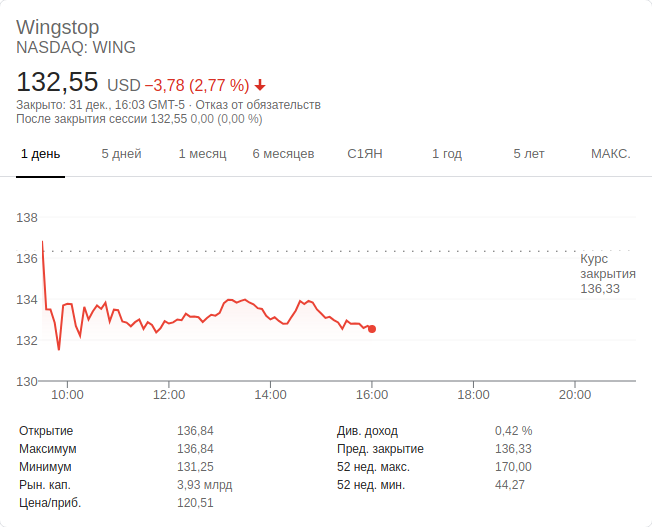 Wingstop
NASDAQ: WING
132,55 USD −3,78 (2,77 %)
Закрыто: 31 дек., 16:03 GMT-5 · Отказ от обязательств
После закрытия сессии 132,55 0,00 (0,00 %)
1 день 5 дней 1 месяц 6 месяцев С1ЯН 1 год 5 лет МАКС.
138
136
134
132
130
Курс
закрытия
136,33
10:00 12:00 14:00 16:00 18:00 20:00
Открытие 136,84 Див. доход 0,42 %
Максимум 136,84 Пред. закрытие 136,33
Минимум 131,25 52 нед. макс. 170,00
Рын. кап. 3,93 млрд 52 нед. мин. 44,27
Цена/приб. 120,51